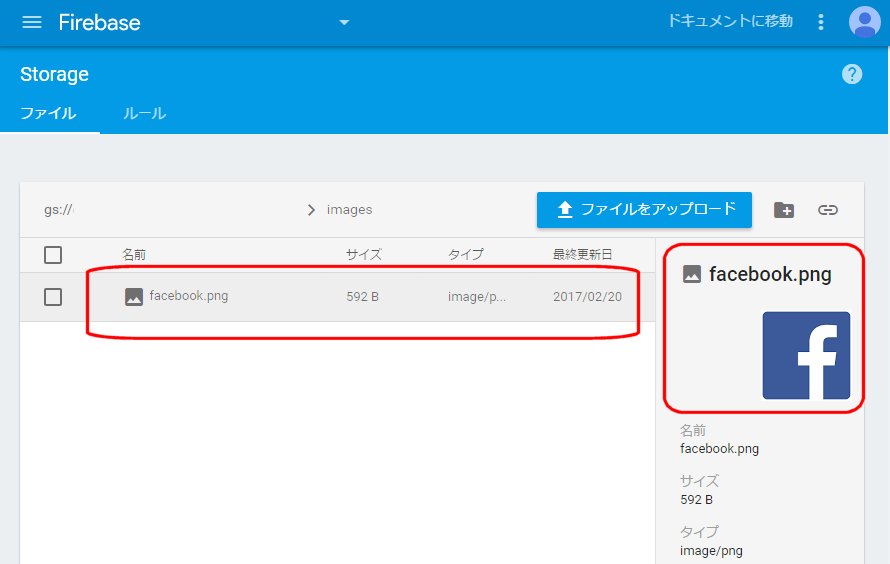 Firebase
ドキュメントに移動
Storage
?
ファイル
ルール
gs://
images
ファイルをアップロード
名前
サイズ
タイプ
最終更新日
facebook.png
592 B
image/p...
2017/02/20
facebook.png
f
名前
facebook.png
サイズ
592 B
タイプ
image/png